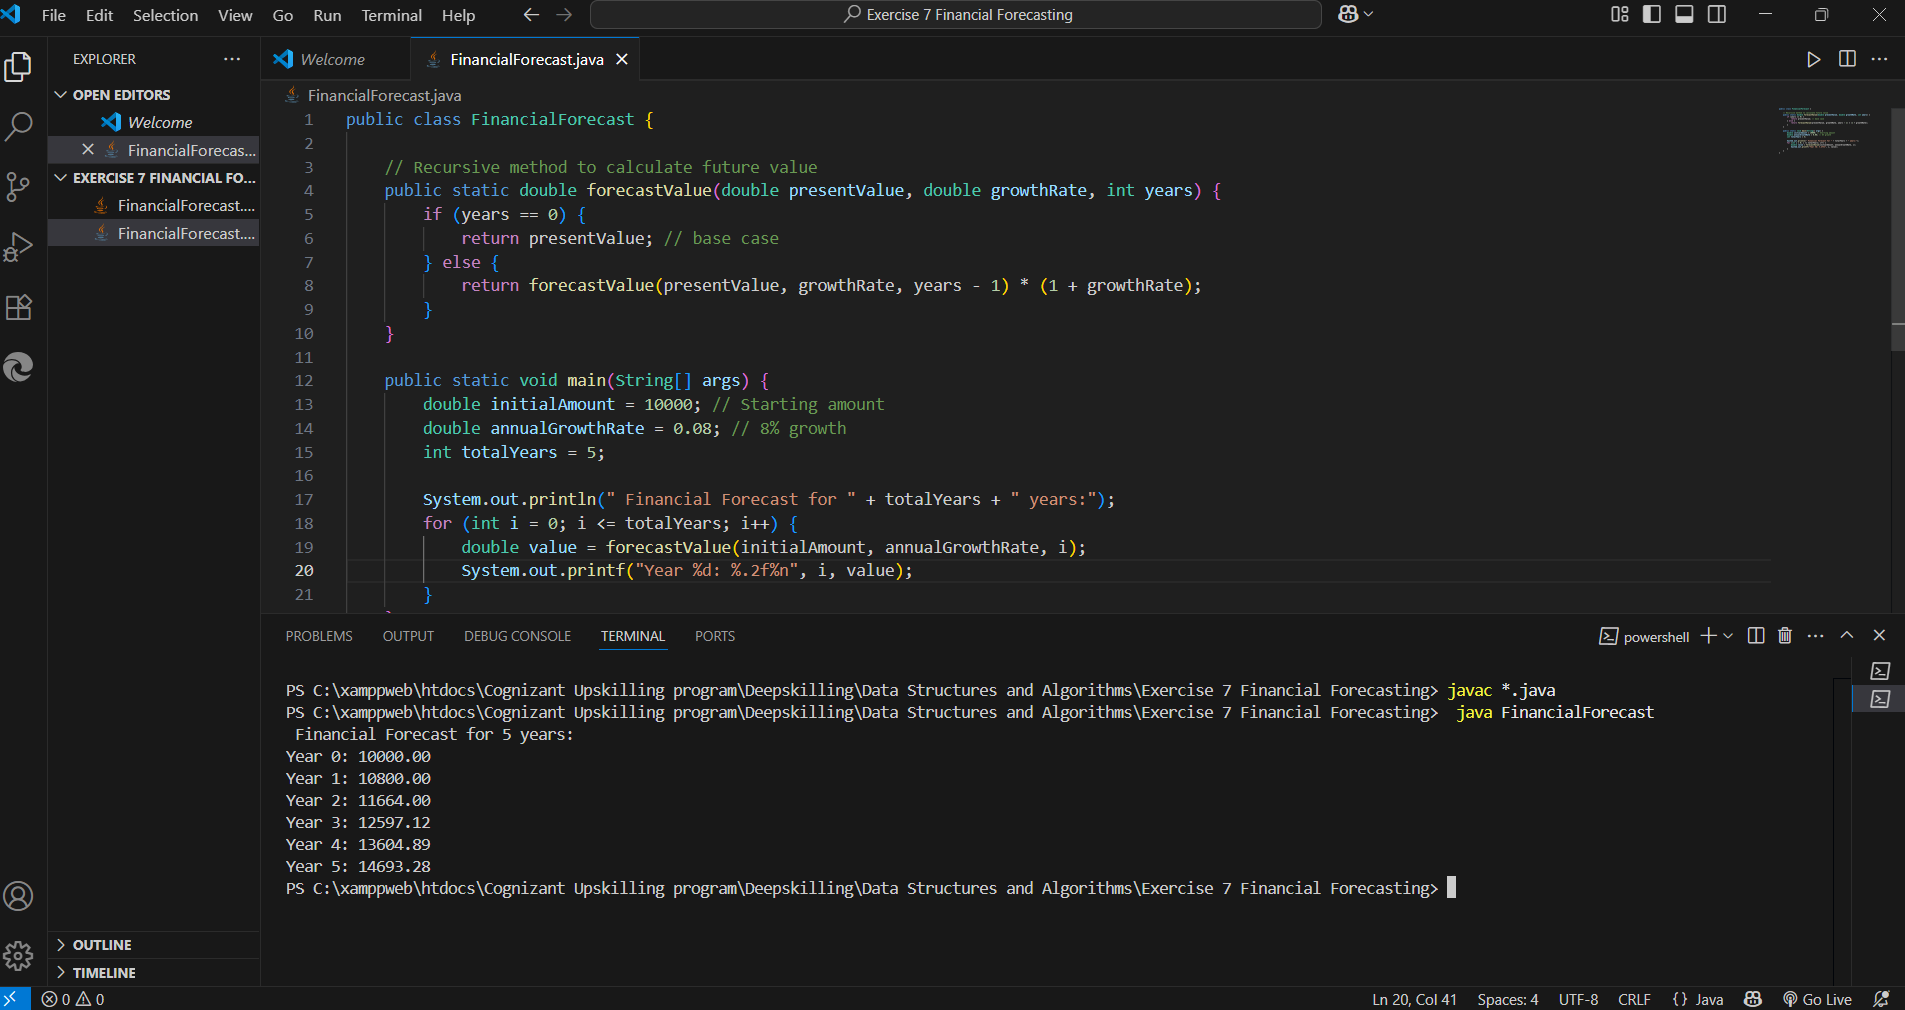 File Edit Selection View Go Run Terminal Help
Exercise 7 Financial Forecasting
EXPLORER
OPEN EDITORS
Welcome
FinancialForecas...
EXERCISE 7 FINANCIAL FO...
FinancialForecast....
FinancialForecast....
OUTLINE
TIMELINE
Welcome FinancialForecast.java
FinancialForecast.java
1 public class FinancialForecast {
2
3 // Recursive method to calculate future value
4 public static double forecastValue(double presentValue, double growthRate, int years) {
5 if (years == 0) {
6 return presentValue; // base case
7 } else {
8 return forecastValue(presentValue, growthRate, years - 1) * (1 + growthRate);
9 }
10 }
11
12 public static void main(String[] args) {
13 double initialAmount = 10000; // Starting amount
14 double annualGrowthRate = 0.08; // 8% growth
15 int totalYears = 5;
16
17 System.out.println(" Financial Forecast for " + totalYears + " years:");
18 for (int i = 0; i <= totalYears; i++) {
19 double value = forecastValue(initialAmount, annualGrowthRate, i);
20 System.out.printf("Year %d: %.2f%n", i, value);
21 }
PROBLEMS OUTPUT DEBUG CONSOLE TERMINAL PORTS
powershell
PS C:\xamppweb\htdocs\Cognizant Upskilling program\Deepskilling\Data Structures and Algorithms\Exercise 7 Financial Forecasting> javac *.java
PS C:\xamppweb\htdocs\Cognizant Upskilling program\Deepskilling\Data Structures and Algorithms\Exercise 7 Financial Forecasting>  java FinancialForecast
 Financial Forecast for 5 years:
Year 0: 10000.00
Year 1: 10800.00
Year 2: 11664.00
Year 3: 12597.12
Year 4: 13604.89
Year 5: 14693.28
PS C:\xamppweb\htdocs\Cognizant Upskilling program\Deepskilling\Data Structures and Algorithms\Exercise 7 Financial Forecasting>
0 0 Ln 20, Col 41 Spaces: 4 UTF-8 CRLF {} Java Go Live